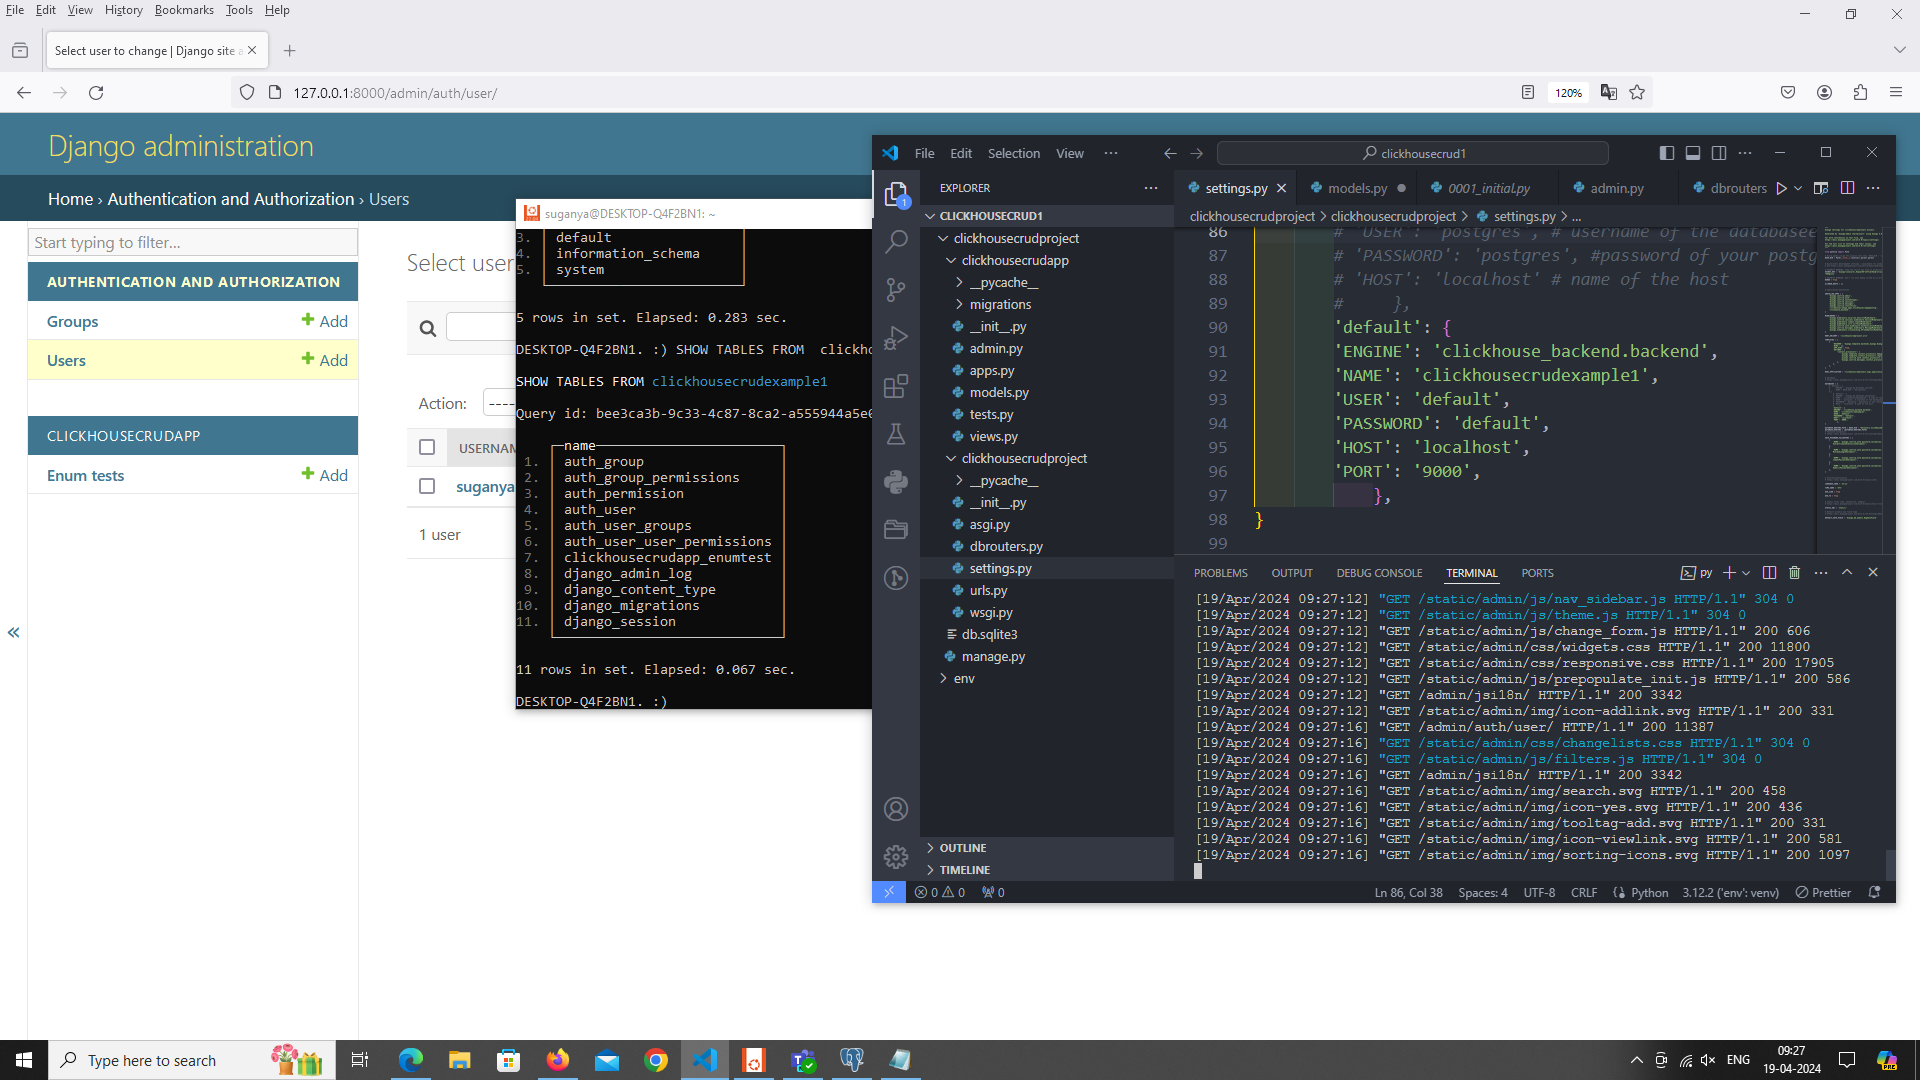 File Edit View History Bookmarks Tools Help
Select user to change | Django site a
127.0.0.1:8000/admin/auth/user/
120%
Django administration
Home › Authentication and Authorization › Users
Start typing to filter...
AUTHENTICATION AND AUTHORIZATION
Groups + Add
Users + Add
CLICKHOUSECRUDAPP
Enum tests + Add
Select user
Action: ----
USERNAM
suganya
1 user
suganya@DESKTOP-Q4F2BN1: ~
3. default
4. information_schema
5. system
5 rows in set. Elapsed: 0.283 sec.
DESKTOP-Q4F2BN1. :) SHOW TABLES FROM clickho
SHOW TABLES FROM clickhousecrudexample1
Query id: bee3ca3b-9c33-4c87-8ca2-a555944a5e0
name
1. auth_group
2. auth_group_permissions
3. auth_permission
4. auth_user
5. auth_user_groups
6. auth_user_user_permissions
7. clickhousecrudapp_enumtest
8. django_admin_log
9. django_content_type
10. django_migrations
11. django_session
11 rows in set. Elapsed: 0.067 sec.
DESKTOP-Q4F2BN1. :)
File Edit Selection View ···
clickhousecrud1
EXPLORER
CLICKHOUSECRUD1
clickhousecrudproject
clickhousecrudapp
__pycache__
migrations
__init__.py
admin.py
apps.py
models.py
tests.py
views.py
clickhousecrudproject
__pycache__
__init__.py
asgi.py
dbrouters.py
settings.py
urls.py
wsgi.py
db.sqlite3
manage.py
env
OUTLINE
TIMELINE
1
settings.py models.py 0001_initial.py admin.py dbrouters
clickhousecrudproject > clickhousecrudproject > settings.py > ...
86 # 'USER': 'postgres', # username of the databasee
87 # 'PASSWORD': 'postgres', #password of your postg
88 # 'HOST': 'localhost' # name of the host
89 # },
90 'default': {
91 'ENGINE': 'clickhouse_backend.backend',
92 'NAME': 'clickhousecrudexample1',
93 'USER': 'default',
94 'PASSWORD': 'default',
95 'HOST': 'localhost',
96 'PORT': '9000',
97 },
98 }
99
PROBLEMS OUTPUT DEBUG CONSOLE TERMINAL PORTS py
[19/Apr/2024 09:27:12] "GET /static/admin/js/nav_sidebar.js HTTP/1.1" 304 0
[19/Apr/2024 09:27:12] "GET /static/admin/js/theme.js HTTP/1.1" 304 0
[19/Apr/2024 09:27:12] "GET /static/admin/js/change_form.js HTTP/1.1" 200 606
[19/Apr/2024 09:27:12] "GET /static/admin/css/widgets.css HTTP/1.1" 200 11800
[19/Apr/2024 09:27:12] "GET /static/admin/css/responsive.css HTTP/1.1" 200 17905
[19/Apr/2024 09:27:12] "GET /static/admin/js/prepopulate_init.js HTTP/1.1" 200 586
[19/Apr/2024 09:27:12] "GET /admin/jsi18n/ HTTP/1.1" 200 3342
[19/Apr/2024 09:27:12] "GET /static/admin/img/icon-addlink.svg HTTP/1.1" 200 331
[19/Apr/2024 09:27:16] "GET /admin/auth/user/ HTTP/1.1" 200 11387
[19/Apr/2024 09:27:16] "GET /static/admin/css/changelists.css HTTP/1.1" 304 0
[19/Apr/2024 09:27:16] "GET /static/admin/js/filters.js HTTP/1.1" 304 0
[19/Apr/2024 09:27:16] "GET /admin/jsi18n/ HTTP/1.1" 200 3342
[19/Apr/2024 09:27:16] "GET /static/admin/img/search.svg HTTP/1.1" 200 458
[19/Apr/2024 09:27:16] "GET /static/admin/img/icon-yes.svg HTTP/1.1" 200 436
[19/Apr/2024 09:27:16] "GET /static/admin/img/tooltag-add.svg HTTP/1.1" 200 331
[19/Apr/2024 09:27:16] "GET /static/admin/img/icon-viewlink.svg HTTP/1.1" 200 581
[19/Apr/2024 09:27:16] "GET /static/admin/img/sorting-icons.svg HTTP/1.1" 200 1097
0 0 0 Ln 86, Col 38 Spaces: 4 UTF-8 CRLF Python 3.12.2 ('env': venv) Prettier
Type here to search
ENG
09:27
19-04-2024